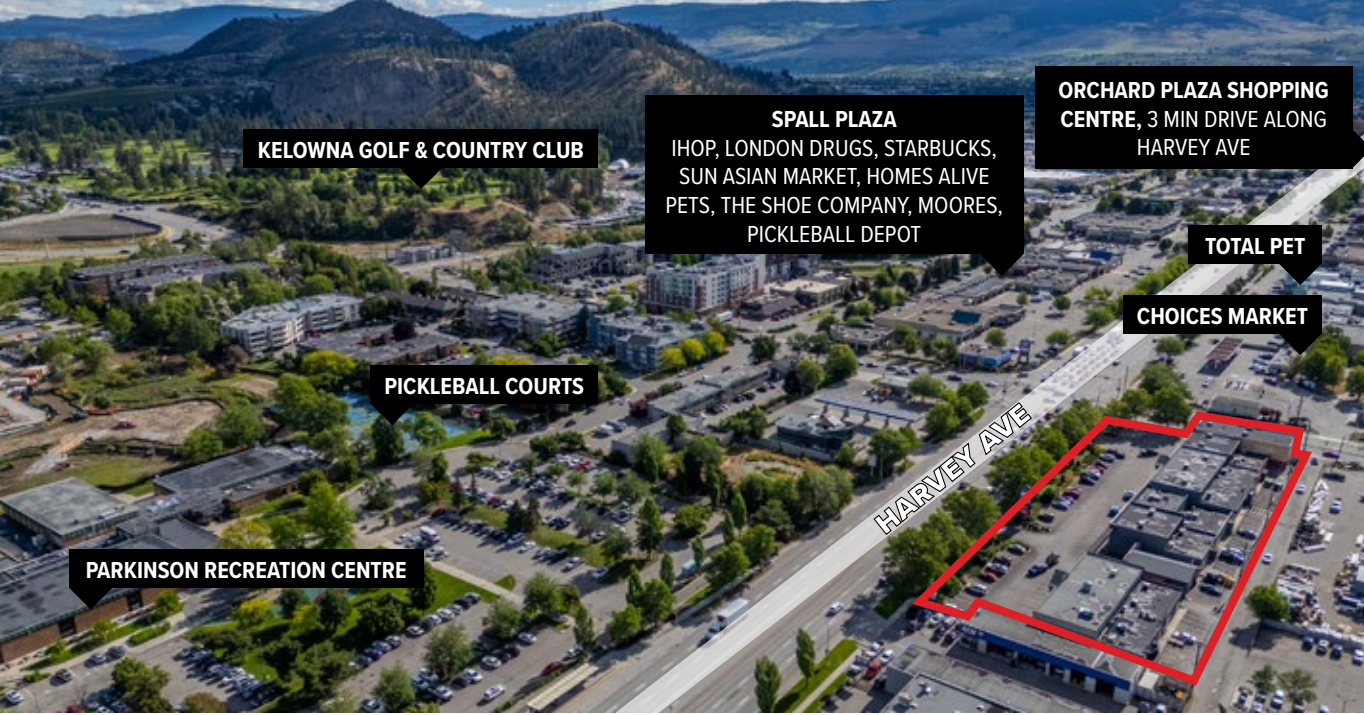 ORCHARD PLAZA SHOPPING
CENTRE, 3 MIN DRIVE ALONG
HARVEY AVE
SPALL PLAZA
IHOP, LONDON DRUGS, STARBUCKS,
SUN ASIAN MARKET, HOMES ALIVE
PETS, THE SHOE COMPANY, MOORES,
PICKLEBALL DEPOT
KELOWNA GOLF & COUNTRY CLUB
TOTAL PET
CHOICES MARKET
PICKLEBALL COURTS
HARVEY AVE
PARKINSON RECREATION CENTRE